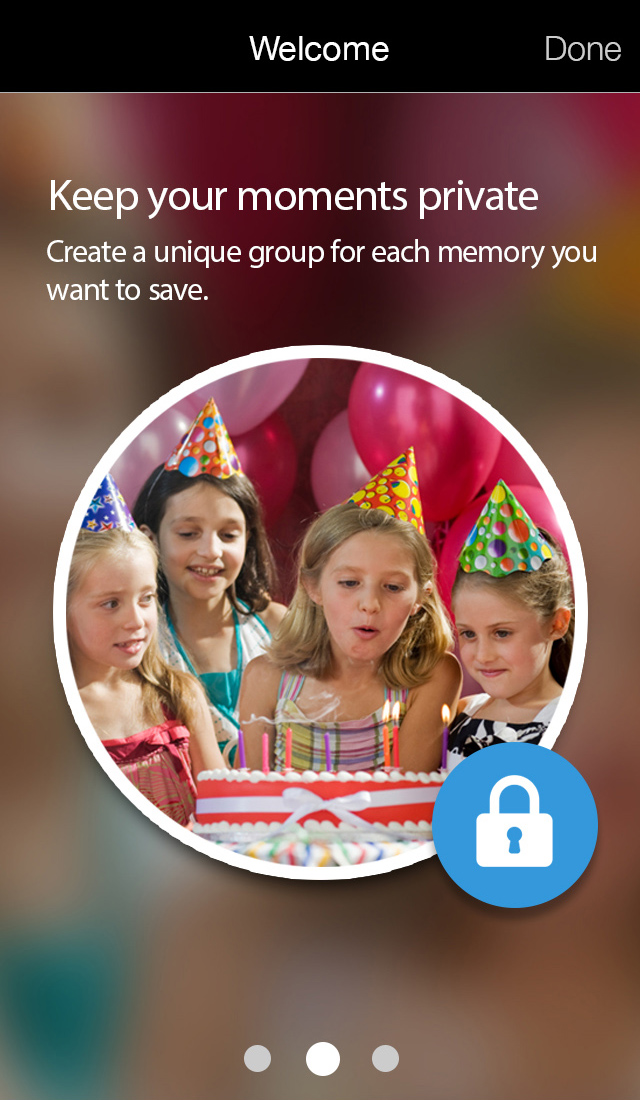 Welcome
Done
Keep your moments private
Create a unique group for each memory you
want to save.